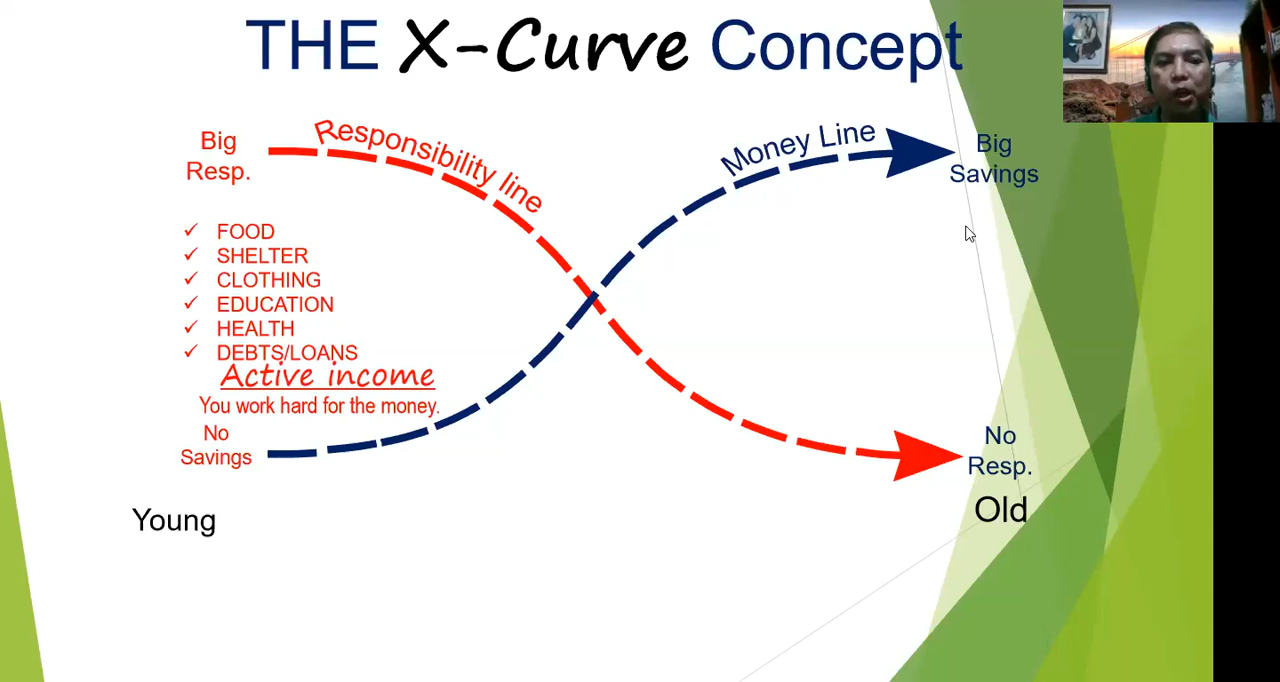 THE X-Curve Concept
Big
Resp.
Responsibility line
Money Line
Big
Savings
✓ FOOD
✓ SHELTER
✓ CLOTHING
✓ EDUCATION
✓ HEALTH
✓ DEBTS/LOANS
Active income
You work hard for the money.
No
Savings
No
Resp.
Young
Old